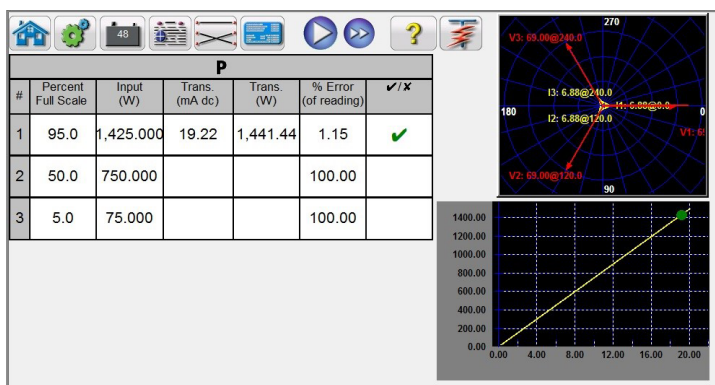 48
?
P
# Percent Full Scale Input (W) Trans. (mA dc) Trans. (W) % Error (of reading) ✔/✘
1 95.0 1,425.000 19.22 1,441.44 1.15 ✔
2 50.0 750.000 100.00
3 5.0 75.000 100.00
270
V3: 69.00@240.0
I3: 6.88@240.0
I1: 6.88@0.0
180
0
I2: 6.88@120.0
V1: 6
V2: 69.00@120.0
90
1400.00
1200.00
1000.00
800.00
600.00
400.00
200.00
0.00
0.00 4.00 8.00 12.00 16.00 20.00